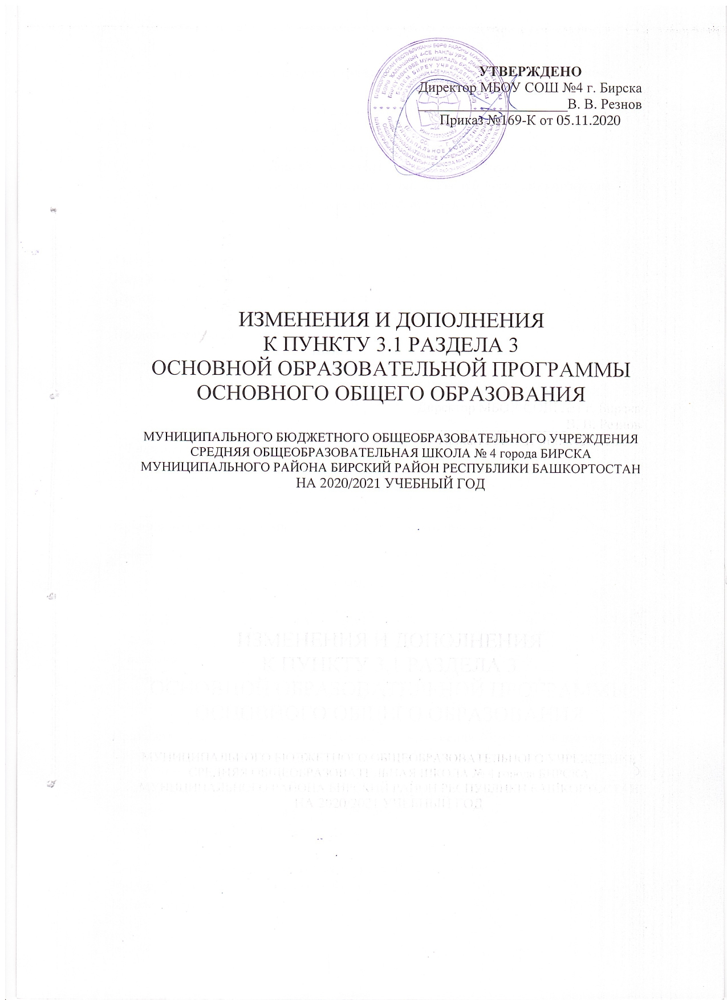 УТВЕРЖДЕНО
Директор МБОУ СОШ №4 г. Бирска
____________________В. В. Резнов
Приказ №169-К от 05.11.2020
ИЗМЕНЕНИЯ И ДОПОЛНЕНИЯ
К ПУНКТУ 3.1 РАЗДЕЛА 3
ОСНОВНОЙ ОБРАЗОВАТЕЛЬНОЙ ПРОГРАММЫ
ОСНОВНОГО ОБЩЕГО ОБРАЗОВАНИЯ
МУНИЦИПАЛЬНОГО БЮДЖЕТНОГО ОБЩЕОБРАЗОВАТЕЛЬНОГО УЧРЕЖДЕНИЯ
СРЕДНЯЯ ОБЩЕОБРАЗОВАТЕЛЬНАЯ ШКОЛА № 4 города БИРСКА
МУНИЦИПАЛЬНОГО РАЙОНА БИРСКИЙ РАЙОН РЕСПУБЛИКИ БАШКОРТОСТАН
НА 2020/2021 УЧЕБНЫЙ ГОД